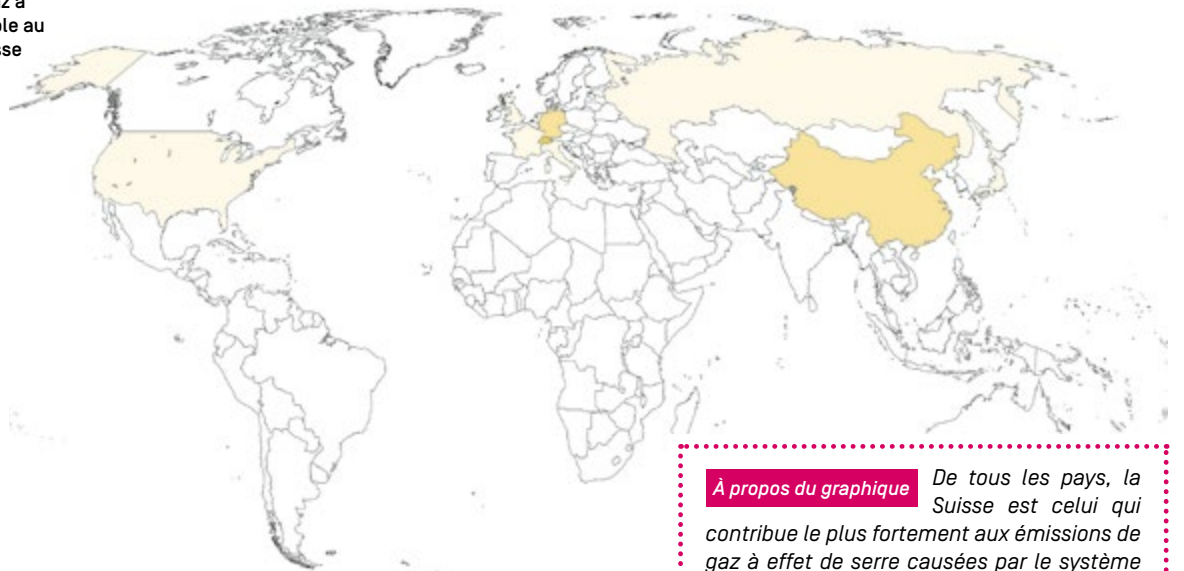 ble au
sse
À propos du graphique De tous les pays, la
Suisse est celui qui
contribue le plus fortement aux émissions de
gaz à effet de serre causées par le système